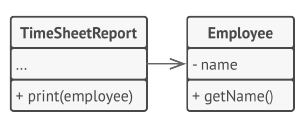 TimeSheetReport
...
+ print(employee)
Employee
- name
+ getName()